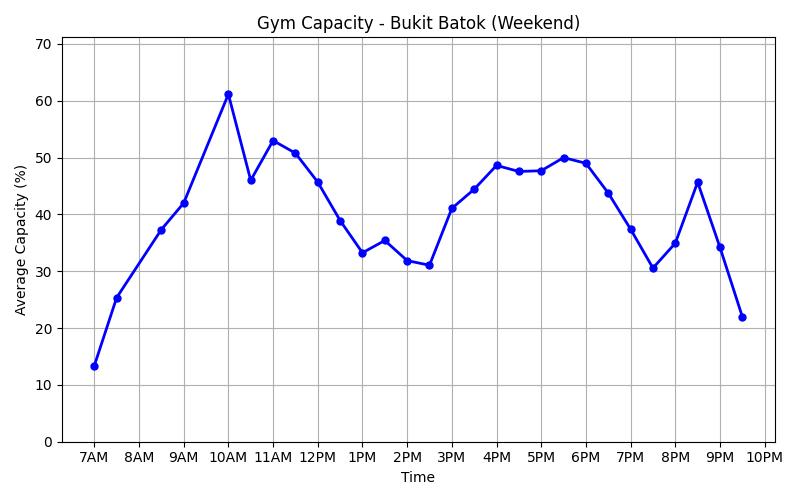 Gym Capacity - Bukit Batok (Weekend)
Average Capacity (%)
70
60
50
40
30
20
10
0
7AM 8AM 9AM 10AM 11AM 12PM 1PM 2PM 3PM 4PM 5PM 6PM 7PM 8PM 9PM 10PM
Time